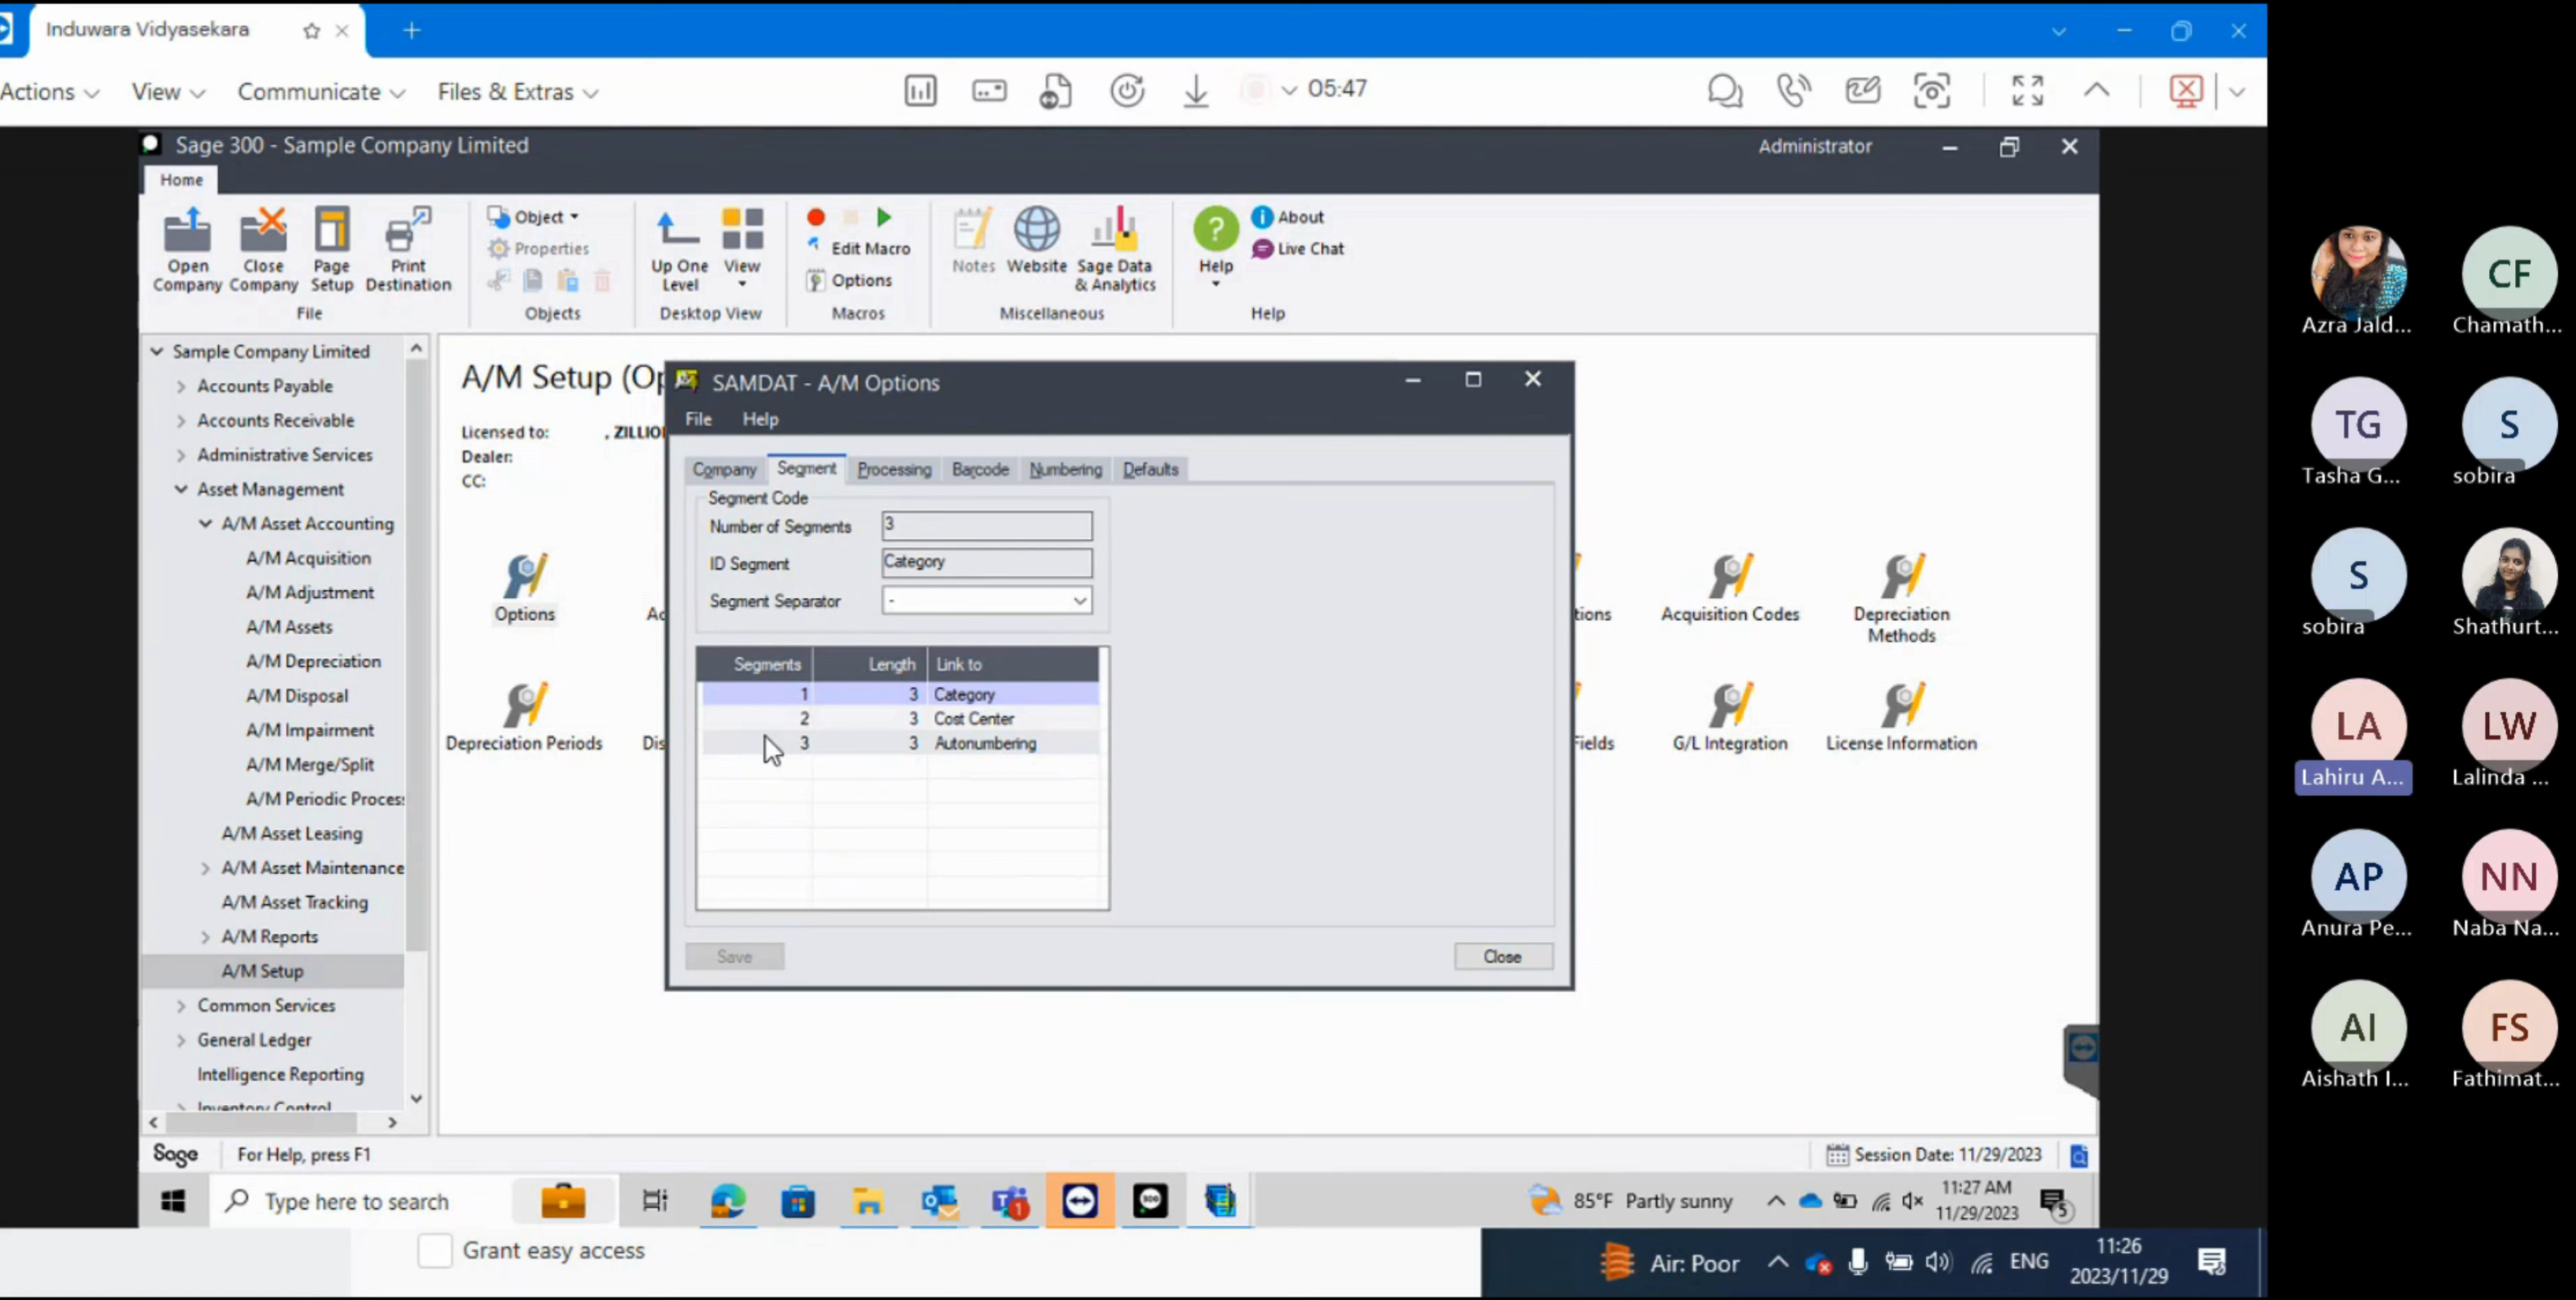 Induwara Vidyasekara
Actions
View
Communicate
Files & Extras
05:47
Sage 300 - Sample Company Limited
Administrator
Home
Open Company
Close Company
Page Setup
Print Destination
File
Object
Properties
Objects
Up One Level
View
Desktop View
Edit Macro
Options
Macros
Notes
Website
Sage Data & Analytics
Miscellaneous
Help
About
Live Chat
Help
Sample Company Limited
Accounts Payable
Accounts Receivable
Administrative Services
Asset Management
A/M Asset Accounting
A/M Acquisition
A/M Adjustment
A/M Assets
A/M Depreciation
A/M Disposal
A/M Impairment
A/M Merge/Split
A/M Periodic Process
A/M Asset Leasing
A/M Asset Maintenance
A/M Asset Tracking
A/M Reports
A/M Setup
Common Services
General Ledger
Intelligence Reporting
Inventory Control
A/M Setup (Op
Licensed to: , ZILLIO
Dealer:
CC:
Options
Ac
Depreciation Periods
Dis
SAMDAT - A/M Options
File Help
Company Segment Processing Barcode Numbering Defaults
Segment Code
Number of Segments 3
ID Segment Category
Segment Separator -
Segments Length Link to
1 3 Category
2 3 Cost Center
3 3 Autonumbering
Save
Close
tions
Acquisition Codes
Depreciation Methods
Fields
G/L Integration
License Information
Sage
For Help, press F1
Session Date: 11/29/2023
Type here to search
1
300
85°F Partly sunny
11:27 AM
11/29/2023
5
Grant easy access
Air: Poor
ENG
11:26
2023/11/29
Azra Jald...
CF
Chamath...
TG
Tasha G...
S
sobira
S
sobira
Shathurt...
LA
Lahiru A...
LW
Lalinda ...
AP
Anura Pe...
NN
Naba Na...
AI
Aishath I...
FS
Fathimat...